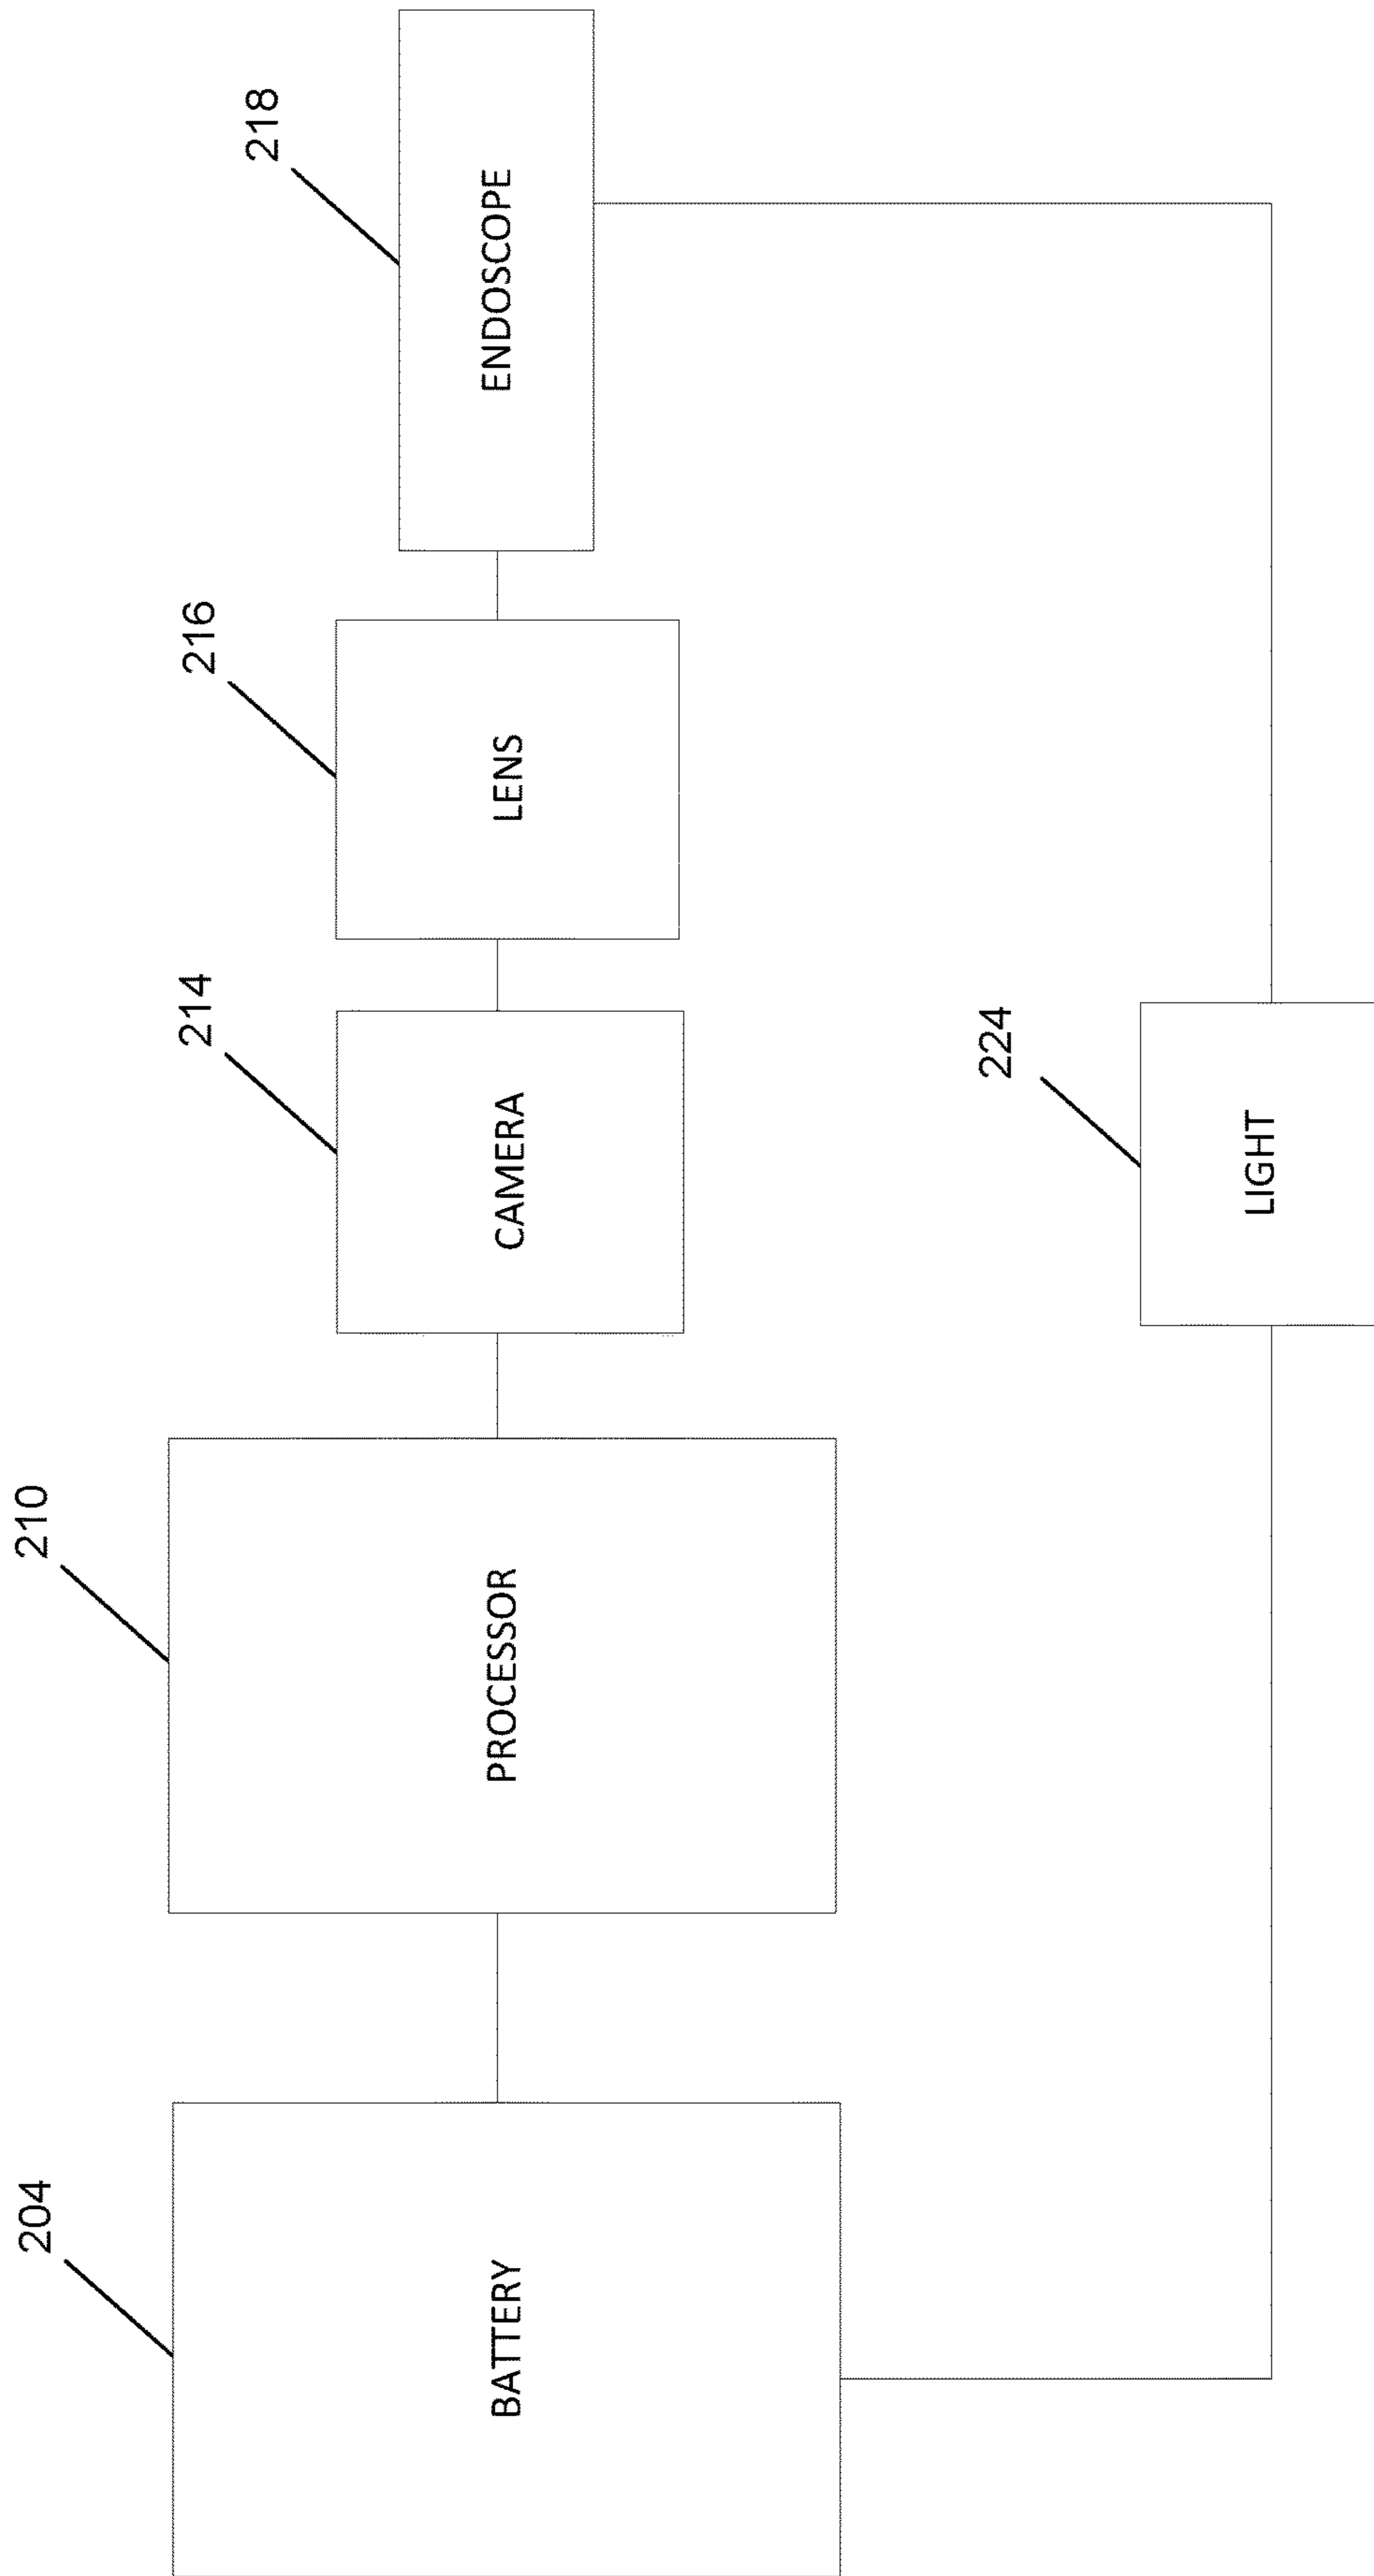 204
BATTERY
210
PROCESSOR
214
CAMERA
216
LENS
218
ENDOSCOPE
224
LIGHT